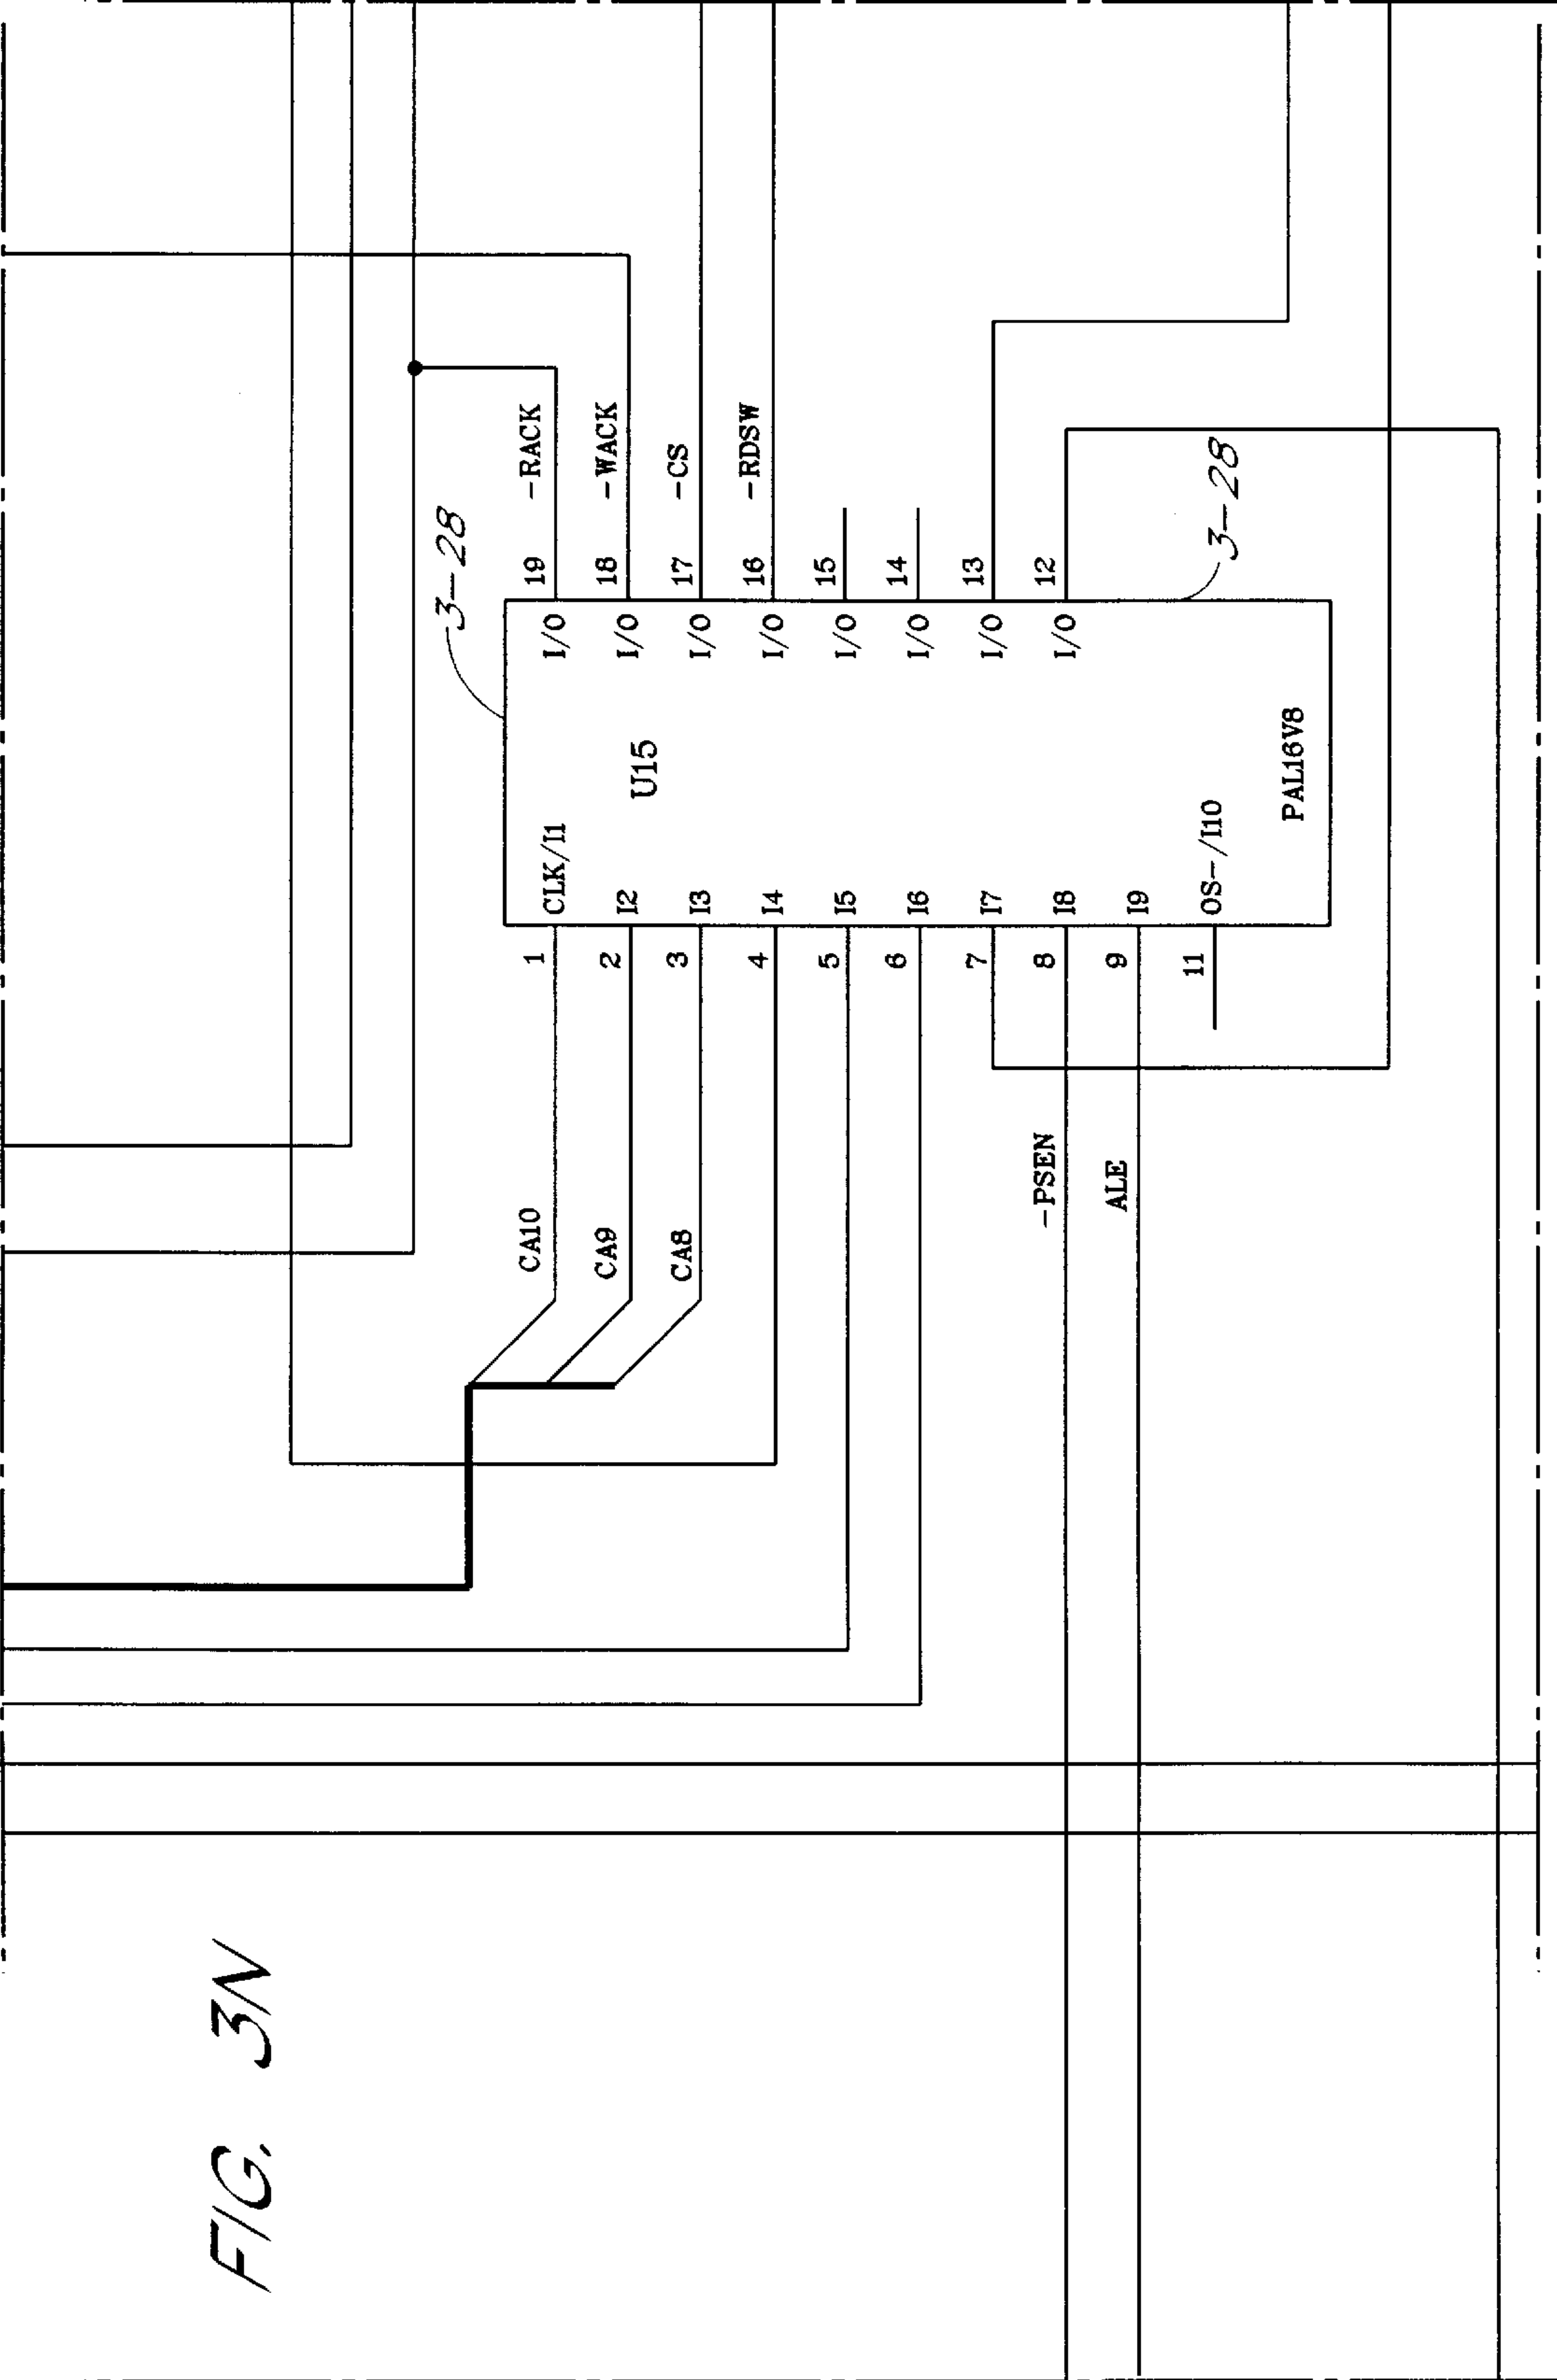 FIG. 3N
3-28
U15
CA10 1 CLK/I1 I/O 19 -RACK
CA9 2 I2 I/O 18 -WACK
CA8 3 I3 I/O 17 -CS
4 I4 I/O 16 -RDSW
5 I5 I/O 15
6 I6 I/O 14
7 I7 I/O 13
-PSEN 8 I8 I/O 12
ALE 9 I9
11 OS-/I10
3-28
PAL16V8